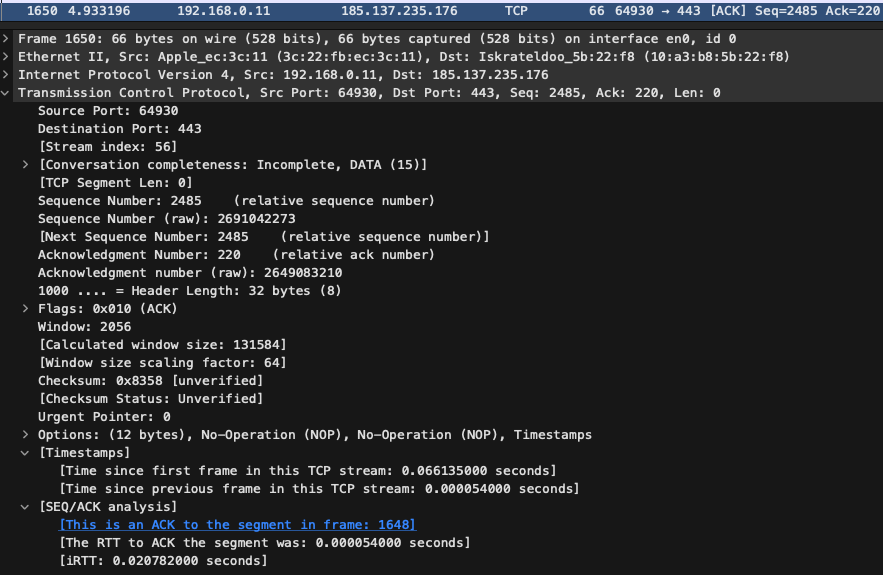 1650 4.933196 192.168.0.11 185.137.235.176 TCP 66 64930 → 443 [ACK] Seq=2485 Ack=220
Frame 1650: 66 bytes on wire (528 bits), 66 bytes captured (528 bits) on interface en0, id 0
Ethernet II, Src: Apple_ec:3c:11 (3c:22:fb:ec:3c:11), Dst: Iskrateldoo_5b:22:f8 (10:a3:b8:5b:22:f8)
Internet Protocol Version 4, Src: 192.168.0.11, Dst: 185.137.235.176
Transmission Control Protocol, Src Port: 64930, Dst Port: 443, Seq: 2485, Ack: 220, Len: 0
Source Port: 64930
Destination Port: 443
[Stream index: 56]
[Conversation completeness: Incomplete, DATA (15)]
[TCP Segment Len: 0]
Sequence Number: 2485 (relative sequence number)
Sequence Number (raw): 2691042273
[Next Sequence Number: 2485 (relative sequence number)]
Acknowledgment Number: 220 (relative ack number)
Acknowledgment number (raw): 2649083210
1000 .... = Header Length: 32 bytes (8)
Flags: 0x010 (ACK)
Window: 2056
[Calculated window size: 131584]
[Window size scaling factor: 64]
Checksum: 0x8358 [unverified]
[Checksum Status: Unverified]
Urgent Pointer: 0
Options: (12 bytes), No-Operation (NOP), No-Operation (NOP), Timestamps
[Timestamps]
[Time since first frame in this TCP stream: 0.066135000 seconds]
[Time since previous frame in this TCP stream: 0.000054000 seconds]
[SEQ/ACK analysis]
[This is an ACK to the segment in frame: 1648]
[The RTT to ACK the segment was: 0.000054000 seconds]
[iRTT: 0.020782000 seconds]